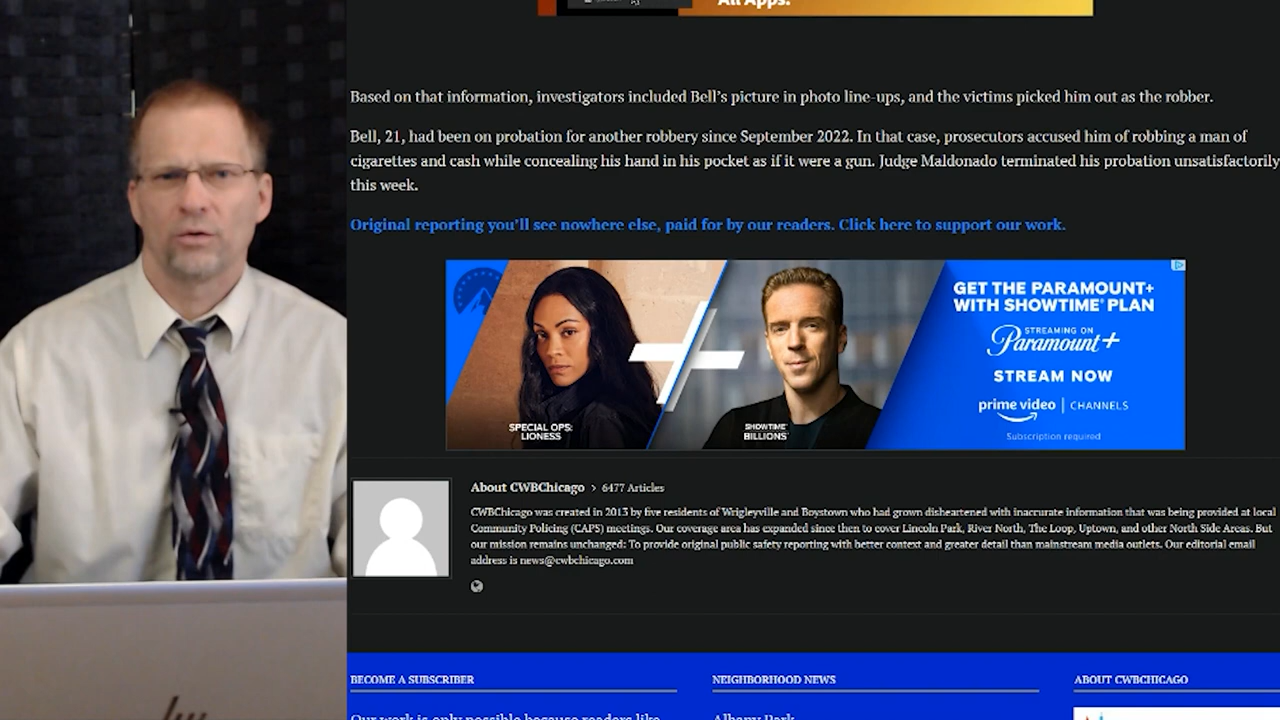 All Apps.
Based on that information, investigators included Bell’s picture in photo line-ups, and the victims picked him out as the robber.
Bell, 21, had been on probation for another robbery since September 2022. In that case, prosecutors accused him of robbing a man of
cigarettes and cash while concealing his hand in his pocket as if it were a gun. Judge Maldonado terminated his probation unsatisfactorily
this week.
Original reporting you’ll see nowhere else, paid for by our readers. Click here to support our work.
GET THE PARAMOUNT+
WITH SHOWTIME® PLAN
STREAMING ON
Paramount+
STREAM NOW
prime video | CHANNELS
Subscription required
SPECIAL OPS:
LIONESS
SHOWTIME®
BILLIONS®
About CWBChicago > 6477 Articles
CWBChicago was created in 2013 by five residents of Wrigleyville and Boystown who had grown disheartened with inaccurate information that was being provided at local
Community Policing (CAPS) meetings. Our coverage area has expanded since then to cover Lincoln Park, River North, The Loop, Uptown, and other North Side Areas. But
our mission remains unchanged: To provide original public safety reporting with better context and greater detail than mainstream media outlets. Our editorial email
address is news@cwbchicago.com
BECOME A SUBSCRIBER
NEIGHBORHOOD NEWS
ABOUT CWBCHICAGO
Our work is only possible because readers like
Albany Park
hp